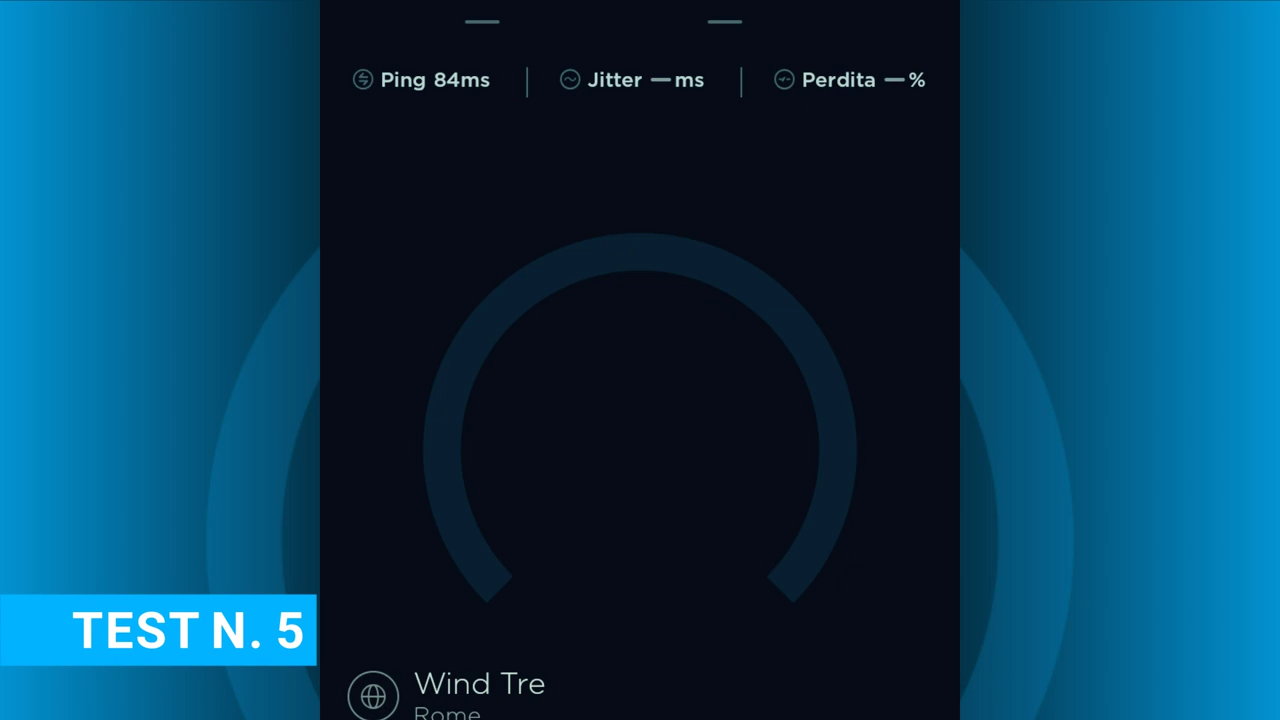 Ping 84ms
Jitter — ms
Perdita — %
TEST N. 5
Wind Tre
Rome